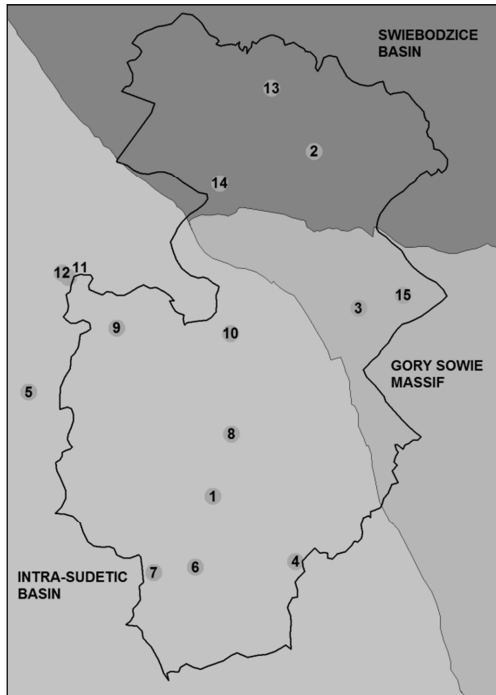 SWIEBODZICE
BASIN
13
2
14
12 11
15
3
9
10
GORY SOWIE
MASSIF
5
8
1
4
6
7
INTRA-SUDETIC
BASIN